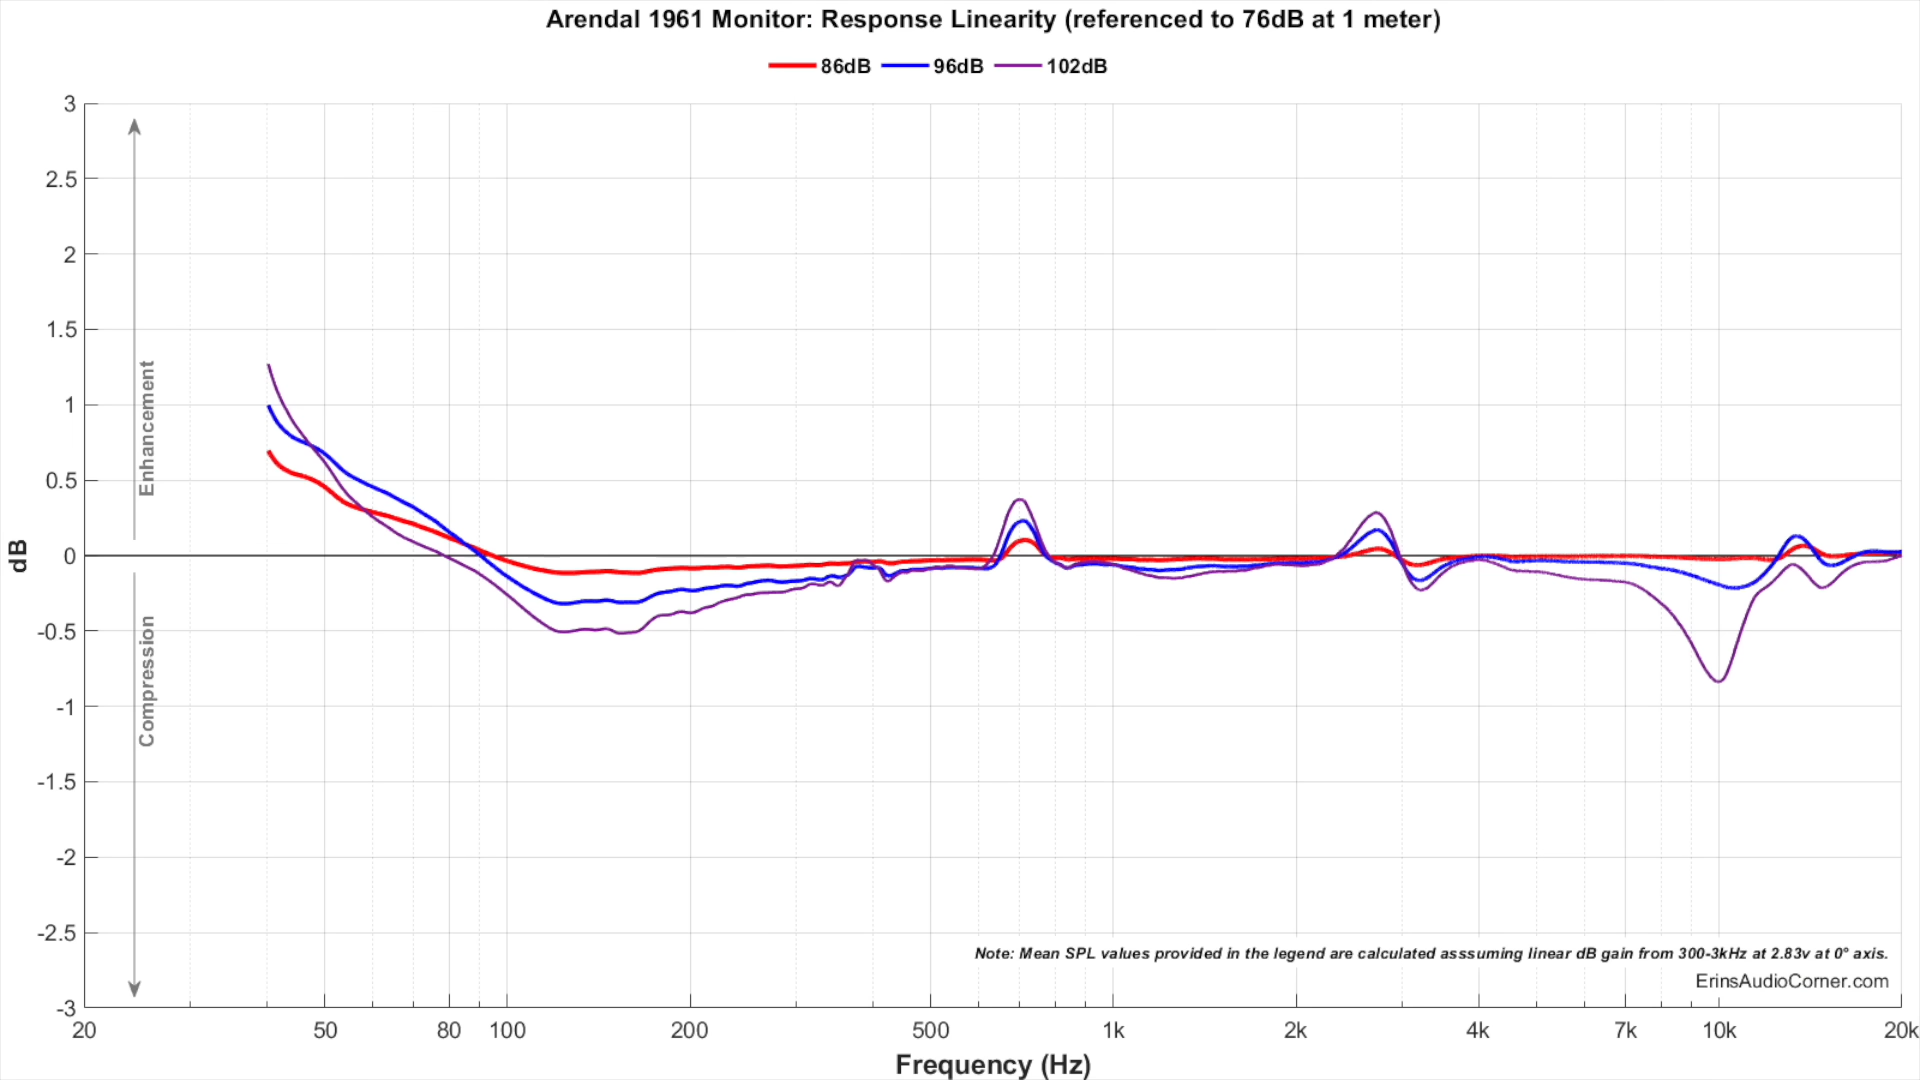 Arendal 1961 Monitor: Response Linearity (referenced to 76dB at 1 meter)
86dB 96dB 102dB
3
2.5
2
1.5
1
0.5
0
-0.5
-1
-1.5
-2
-2.5
-3
dB
Enhancement
Compression
Note: Mean SPL values provided in the legend are calculated asssuming linear dB gain from 300-3kHz at 2.83v at 0° axis.
ErinsAudioCorner.com
20 50 80 100 200 500 1k 2k 4k 7k 10k 20k
Frequency (Hz)